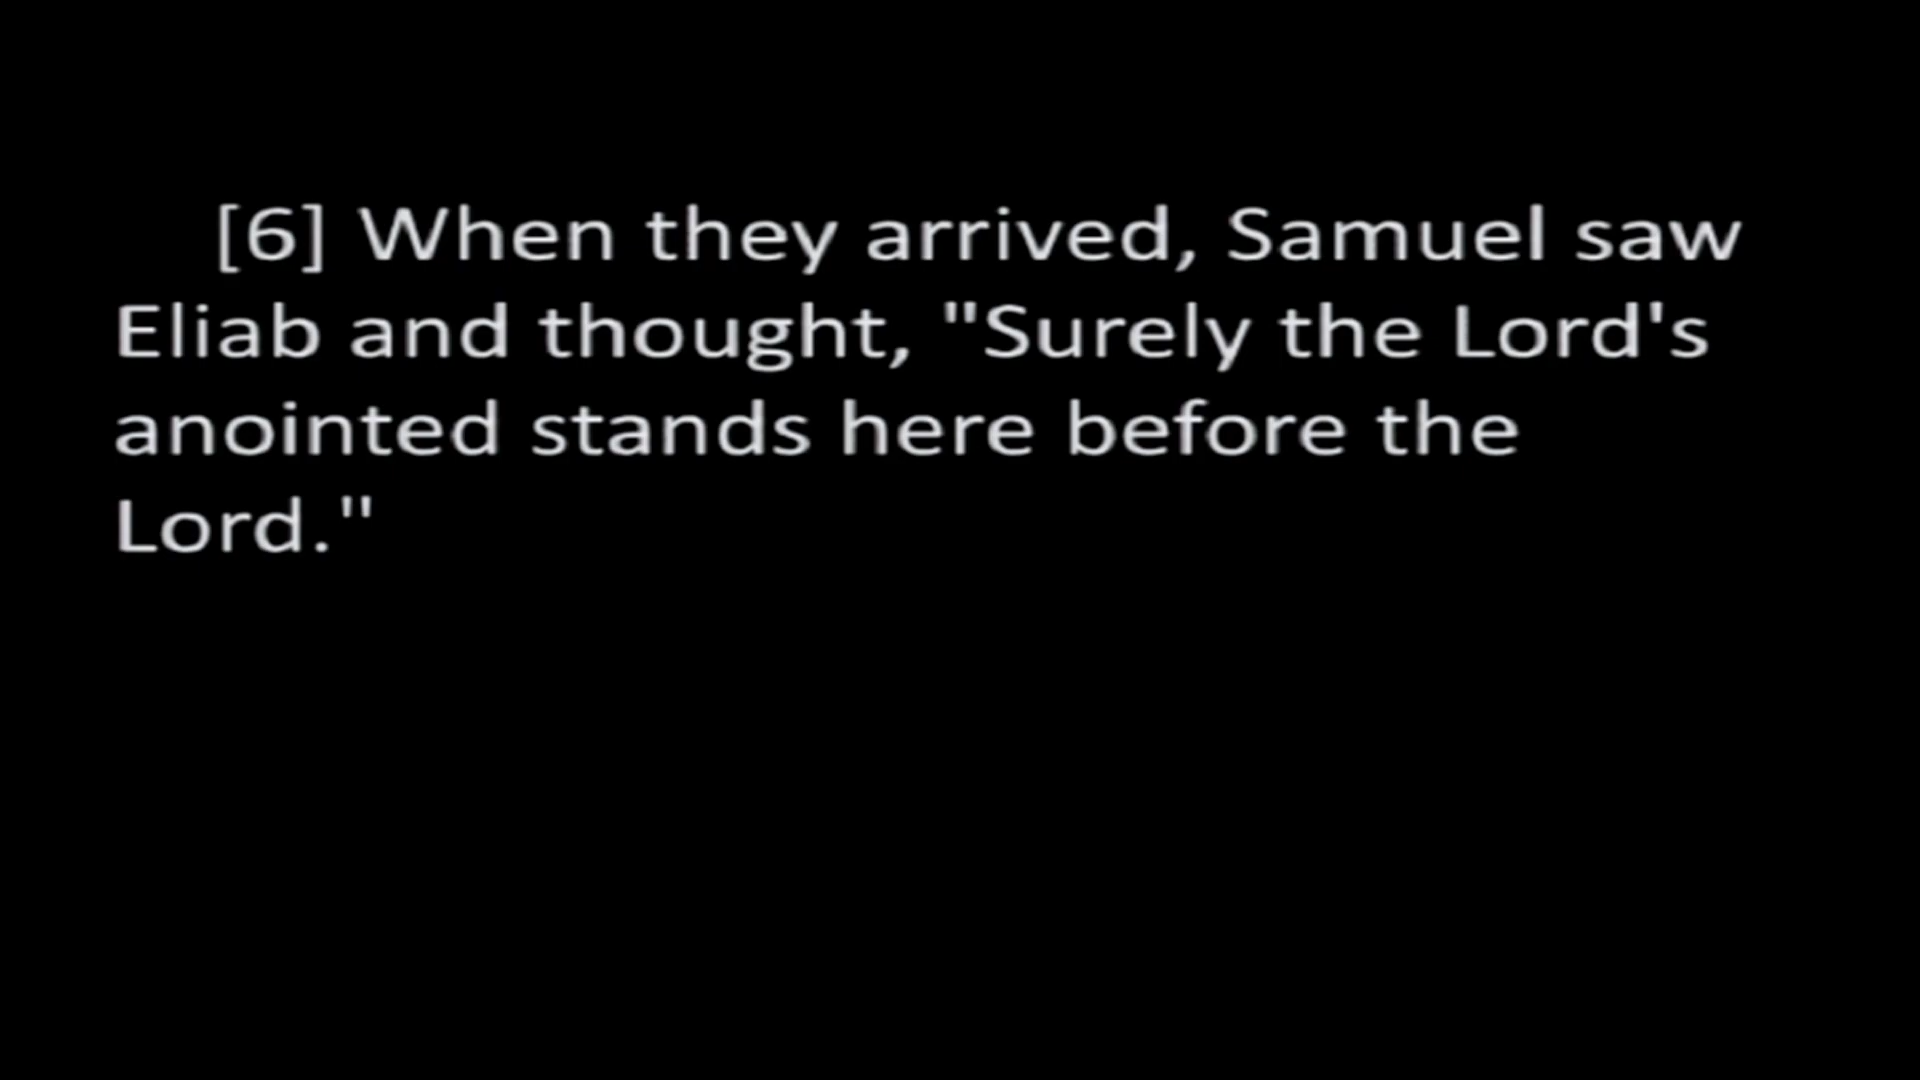 [6] When they arrived, Samuel saw
Eliab and thought, "Surely the Lord's
anointed stands here before the
Lord."